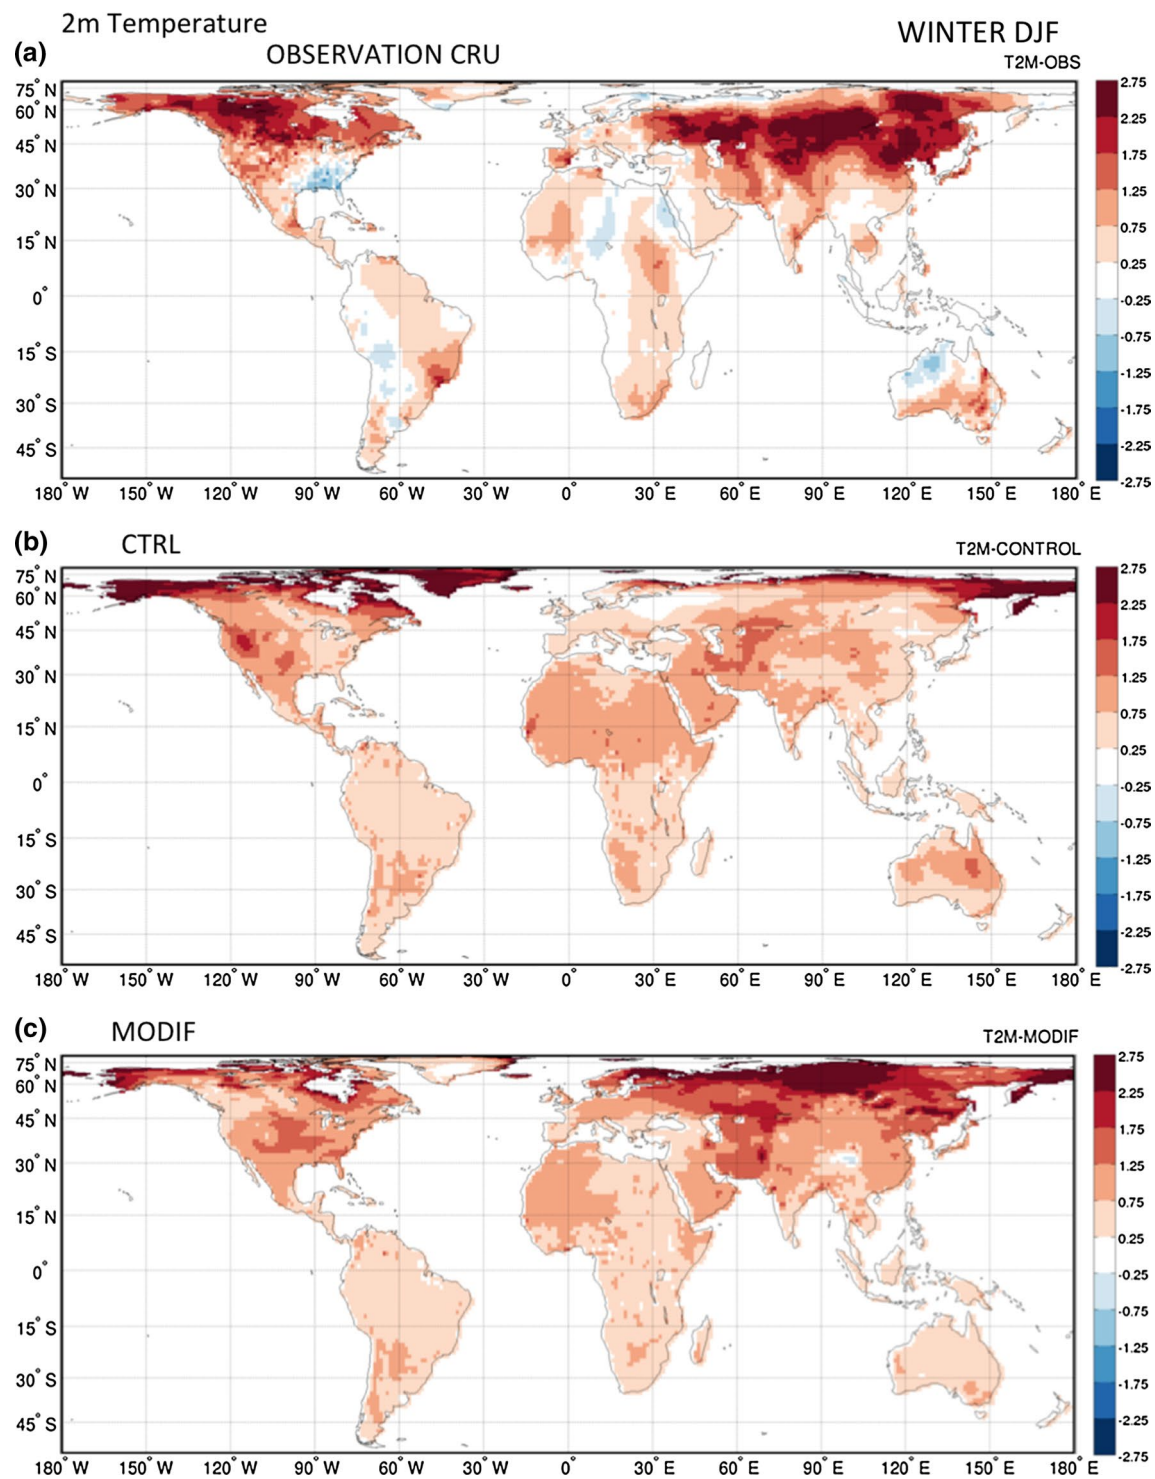 2m Temperature
WINTER DJF
(a)
OBSERVATION CRU
T2M-OBS
75° N
60° N
45° N
30° N
15° N
0°
15° S
30° S
45° S
180° W 150° W 120° W 90° W 60° W 30° W 0° 30° E 60° E 90° E 120° E 150° E 180° E
2.75
2.25
1.75
1.25
0.75
0.25
-0.25
-0.75
-1.25
-1.75
-2.25
-2.75
(b)
CTRL
T2M-CONTROL
75° N
60° N
45° N
30° N
15° N
0°
15° S
30° S
45° S
180° W 150° W 120° W 90° W 60° W 30° W 0° 30° E 60° E 90° E 120° E 150° E 180° E
2.75
2.25
1.75
1.25
0.75
0.25
-0.25
-0.75
-1.25
-1.75
-2.25
-2.75
(c)
MODIF
T2M-MODIF
75° N
60° N
45° N
30° N
15° N
0°
15° S
30° S
45° S
180° W 150° W 120° W 90° W 60° W 30° W 0° 30° E 60° E 90° E 120° E 150° E 180° E
2.75
2.25
1.75
1.25
0.75
0.25
-0.25
-0.75
-1.25
-1.75
-2.25
-2.75